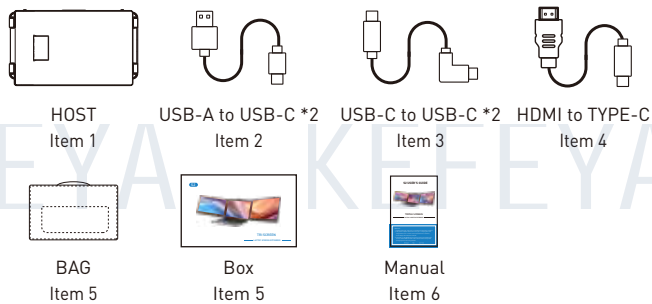 HOST
Item 1
USB-A to USB-C *2
Item 2
USB-C to USB-C *2
Item 3
HDMI to TYPE-C
Item 4
KEFEYA
BAG
Item 5
Box
Item 5
Manual
Item 6